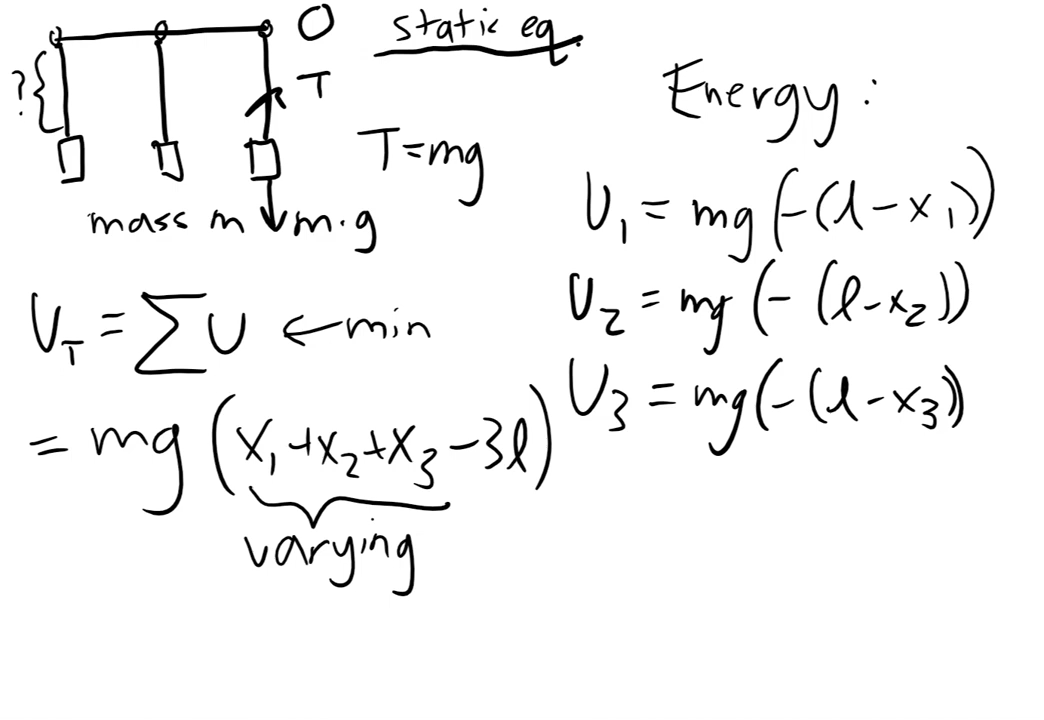 O
static eq.
?{
T
T=mg
mass m
m·g
V_T = ΣU ← min
= mg (x₁+x₂+x₃-3l)
varying
Energy:
U₁ = mg (-(l-x₁))
U₂ = mg (-(l-x₂))
U₃ = mg (-(l-x₃))